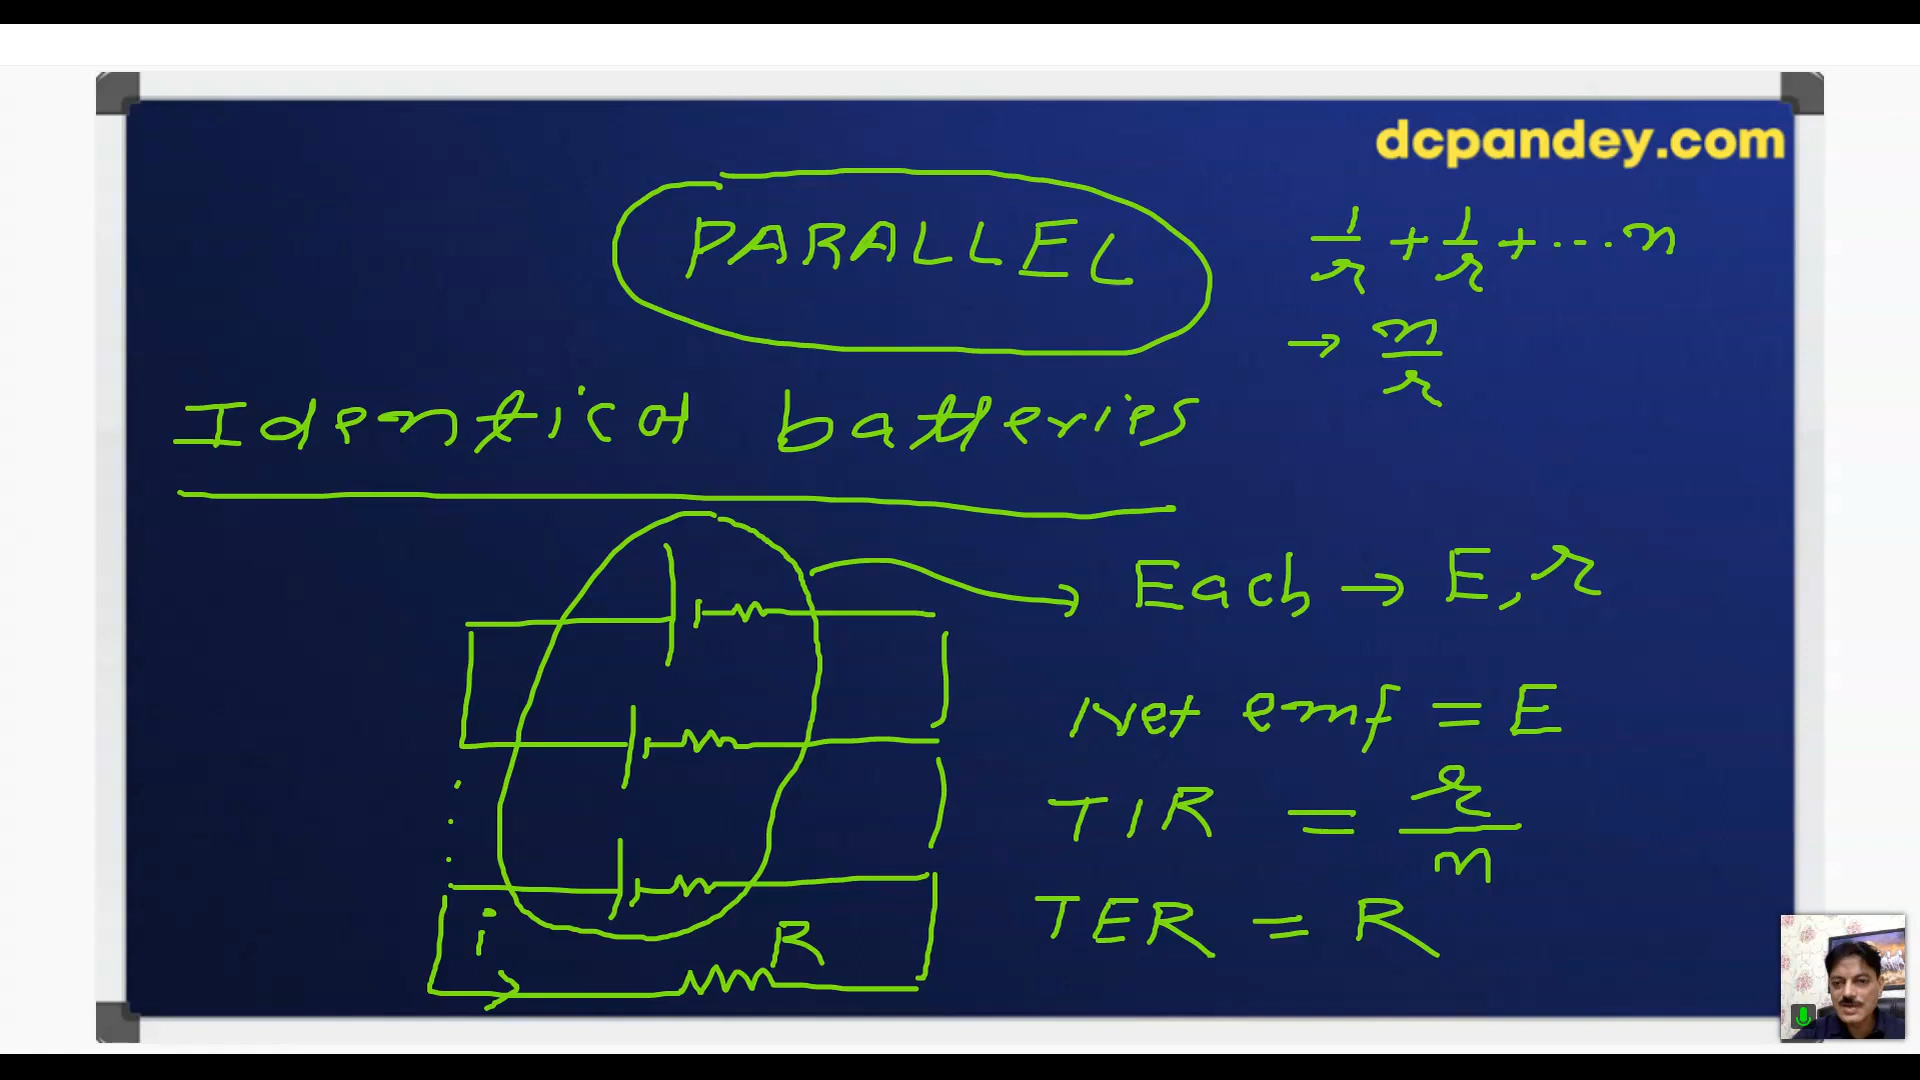 dcpandey.com
PARALLEL
1/r + 1/r + ... n
→ n/r
Identical batteries
Each → E, r
Net emf = E
TIR = r/n
TER = R
i
R